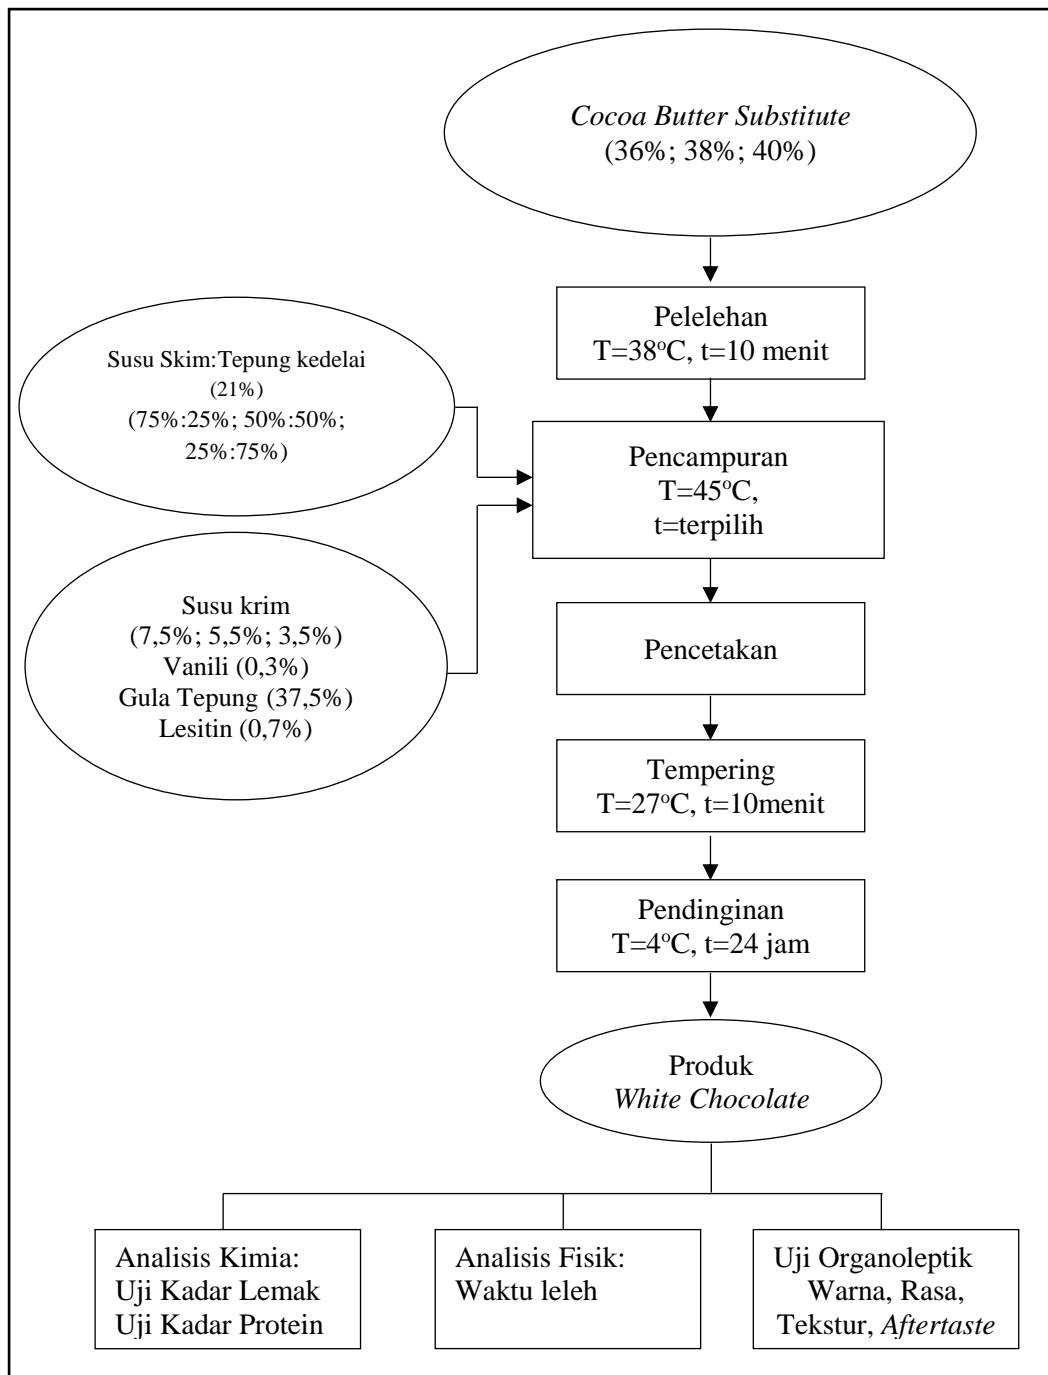 Cocoa Butter Substitute
(36%; 38%; 40%)
Pelelehan
T=38°C, t=10 menit
Susu Skim:Tepung kedelai
(21%)
(75%:25%; 50%:50%;
25%:75%)
Pencampuran
T=45°C,
t=terpilih
Susu krim
(7,5%; 5,5%; 3,5%)
Vanili (0,3%)
Gula Tepung (37,5%)
Lesitin (0,7%)
Pencetakan
Tempering
T=27°C, t=10menit
Pendinginan
T=4°C, t=24 jam
Produk
White Chocolate
Analisis Kimia:
Uji Kadar Lemak
Uji Kadar Protein
Analisis Fisik:
Waktu leleh
Uji Organoleptik
Warna, Rasa,
Tekstur, Aftertaste